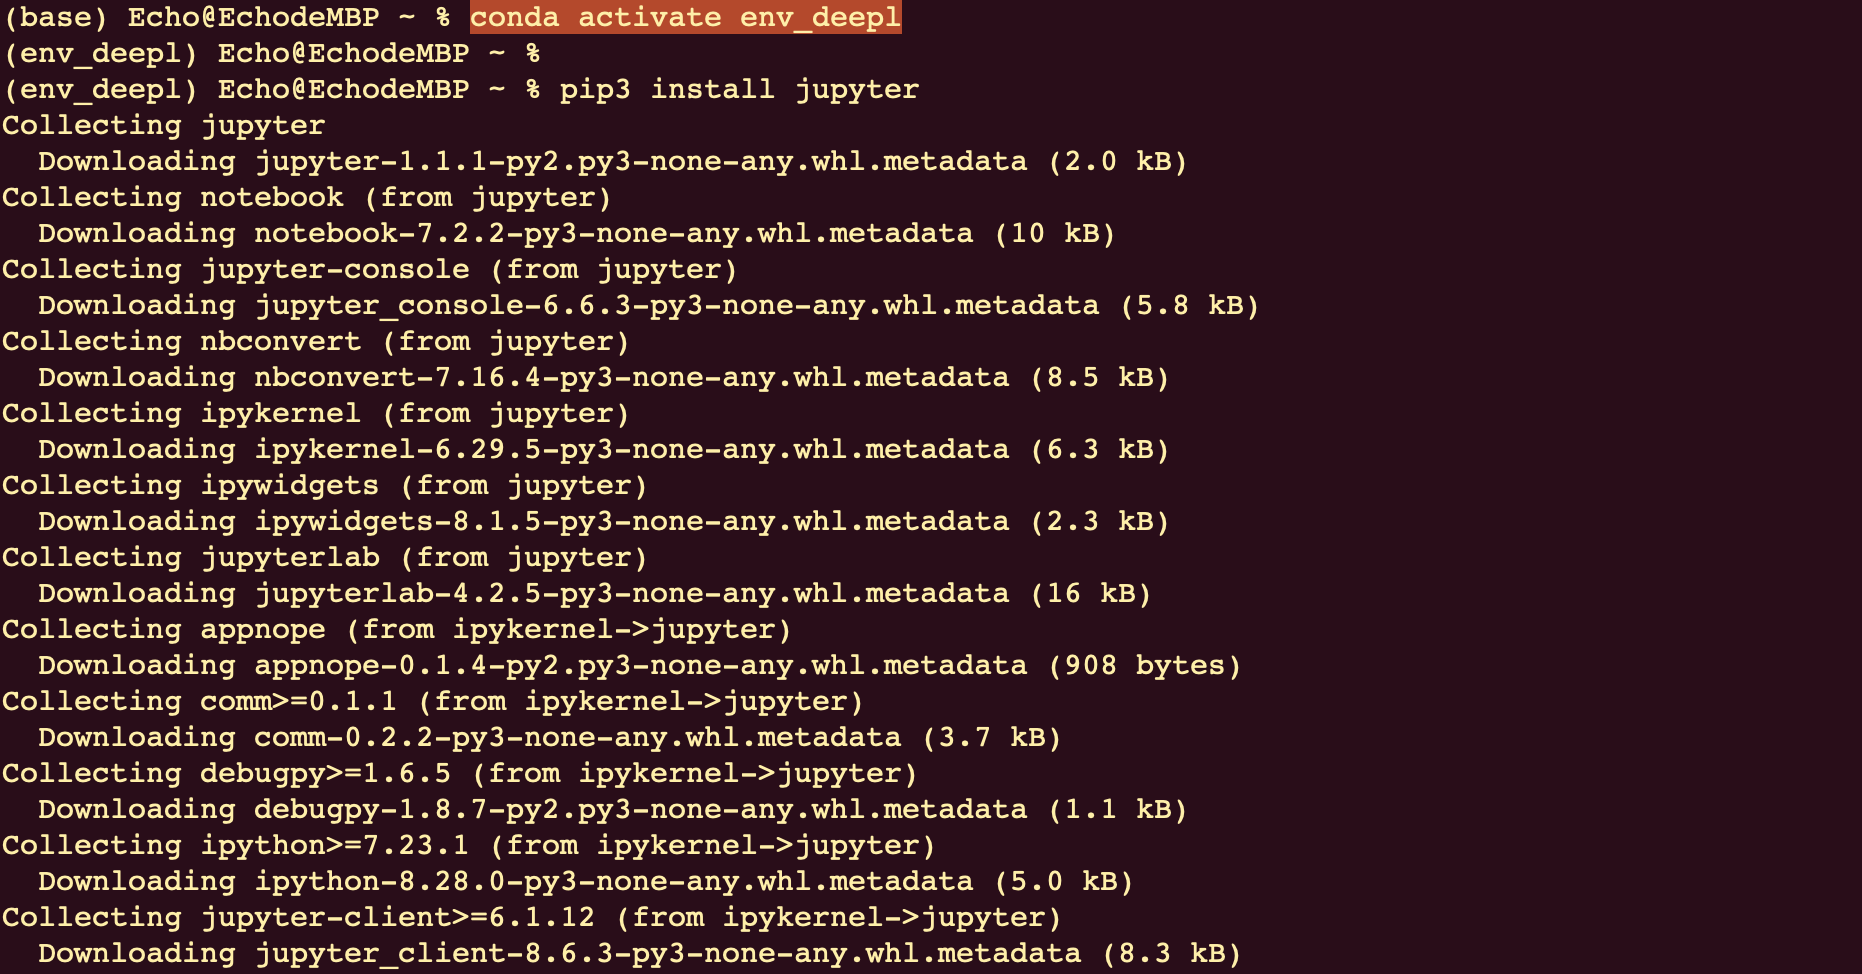 (base) Echo@EchodeMBP ~ % conda activate env_deepl
(env_deepl) Echo@EchodeMBP ~ %
(env_deepl) Echo@EchodeMBP ~ % pip3 install jupyter
Collecting jupyter
  Downloading jupyter-1.1.1-py2.py3-none-any.whl.metadata (2.0 kB)
Collecting notebook (from jupyter)
  Downloading notebook-7.2.2-py3-none-any.whl.metadata (10 kB)
Collecting jupyter-console (from jupyter)
  Downloading jupyter_console-6.6.3-py3-none-any.whl.metadata (5.8 kB)
Collecting nbconvert (from jupyter)
  Downloading nbconvert-7.16.4-py3-none-any.whl.metadata (8.5 kB)
Collecting ipykernel (from jupyter)
  Downloading ipykernel-6.29.5-py3-none-any.whl.metadata (6.3 kB)
Collecting ipywidgets (from jupyter)
  Downloading ipywidgets-8.1.5-py3-none-any.whl.metadata (2.3 kB)
Collecting jupyterlab (from jupyter)
  Downloading jupyterlab-4.2.5-py3-none-any.whl.metadata (16 kB)
Collecting appnope (from ipykernel->jupyter)
  Downloading appnope-0.1.4-py2.py3-none-any.whl.metadata (908 bytes)
Collecting comm>=0.1.1 (from ipykernel->jupyter)
  Downloading comm-0.2.2-py3-none-any.whl.metadata (3.7 kB)
Collecting debugpy>=1.6.5 (from ipykernel->jupyter)
  Downloading debugpy-1.8.7-py2.py3-none-any.whl.metadata (1.1 kB)
Collecting ipython>=7.23.1 (from ipykernel->jupyter)
  Downloading ipython-8.28.0-py3-none-any.whl.metadata (5.0 kB)
Collecting jupyter-client>=6.1.12 (from ipykernel->jupyter)
  Downloading jupyter_client-8.6.3-py3-none-any.whl.metadata (8.3 kB)